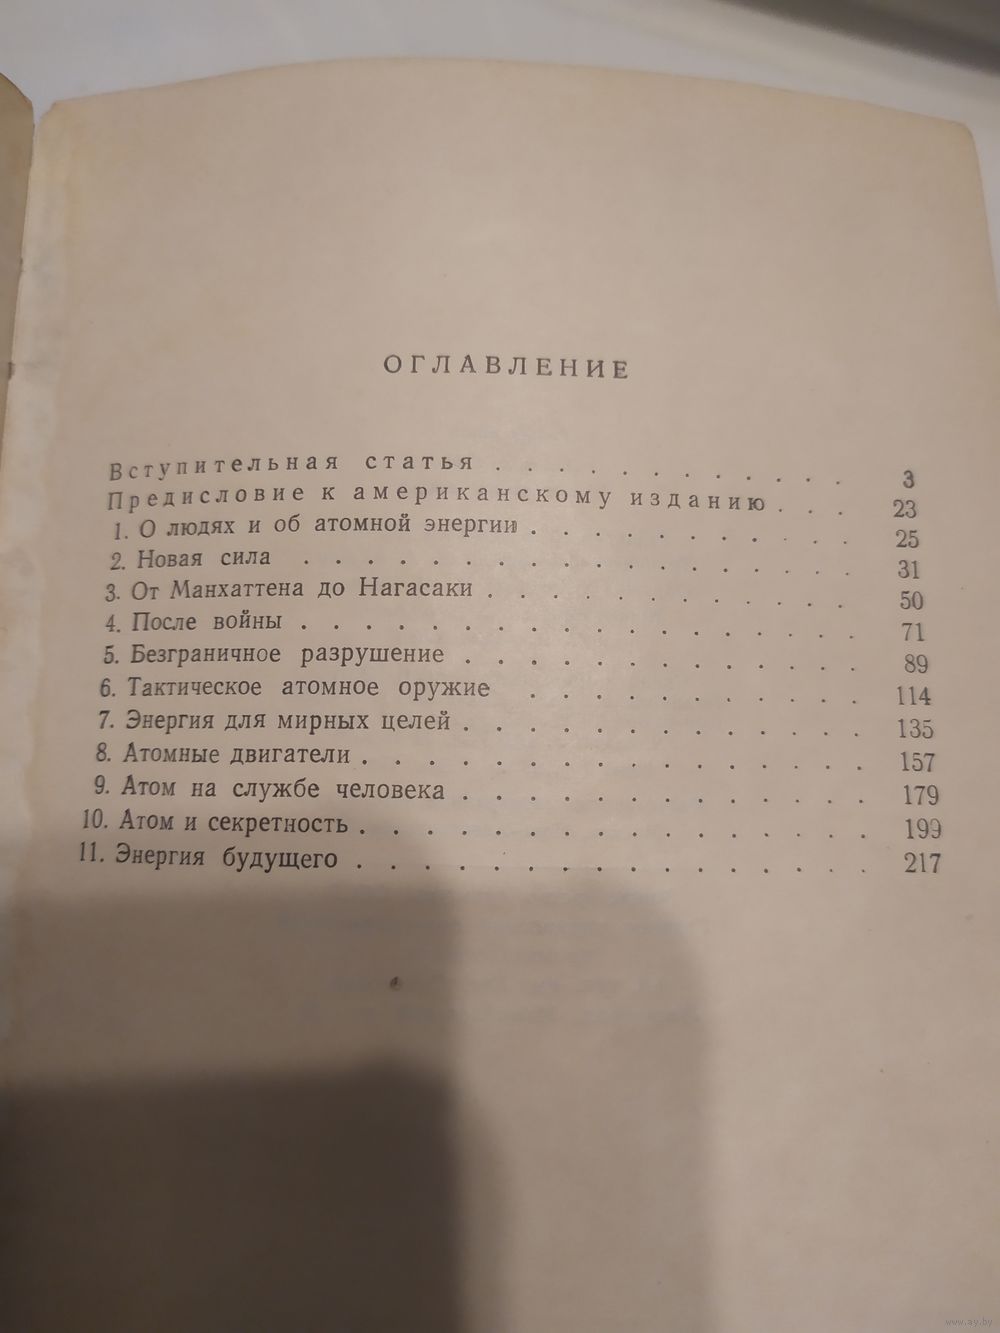 ОГЛАВЛЕНИЕ
Вступительная статья . . . . . . . . . . . 3
Предисловие к американскому изданию . . . 23
1. О людях и об атомной энергии . . . . . . . . . . 25
2. Новая сила . . . . . . . . . . . . . . . . . 31
3. От Манхаттена до Нагасаки . . . . . . . . . . . 50
4. После войны . . . . . . . . . . . . . . . . . 71
5. Безграничное разрушение . . . . . . . . . . . . 89
6. Тактическое атомное оружие . . . . . . . . . . 114
7. Энергия для мирных целей . . . . . . . . . . . . 135
8. Атомные двигатели . . . . . . . . . . . . . . . 157
9. Атом на службе человека . . . . . . . . . . . . 179
10. Атом и секретность . . . . . . . . . . . . . . . 199
11. Энергия будущего . . . . . . . . . . . . . . . 217
www.ay.by